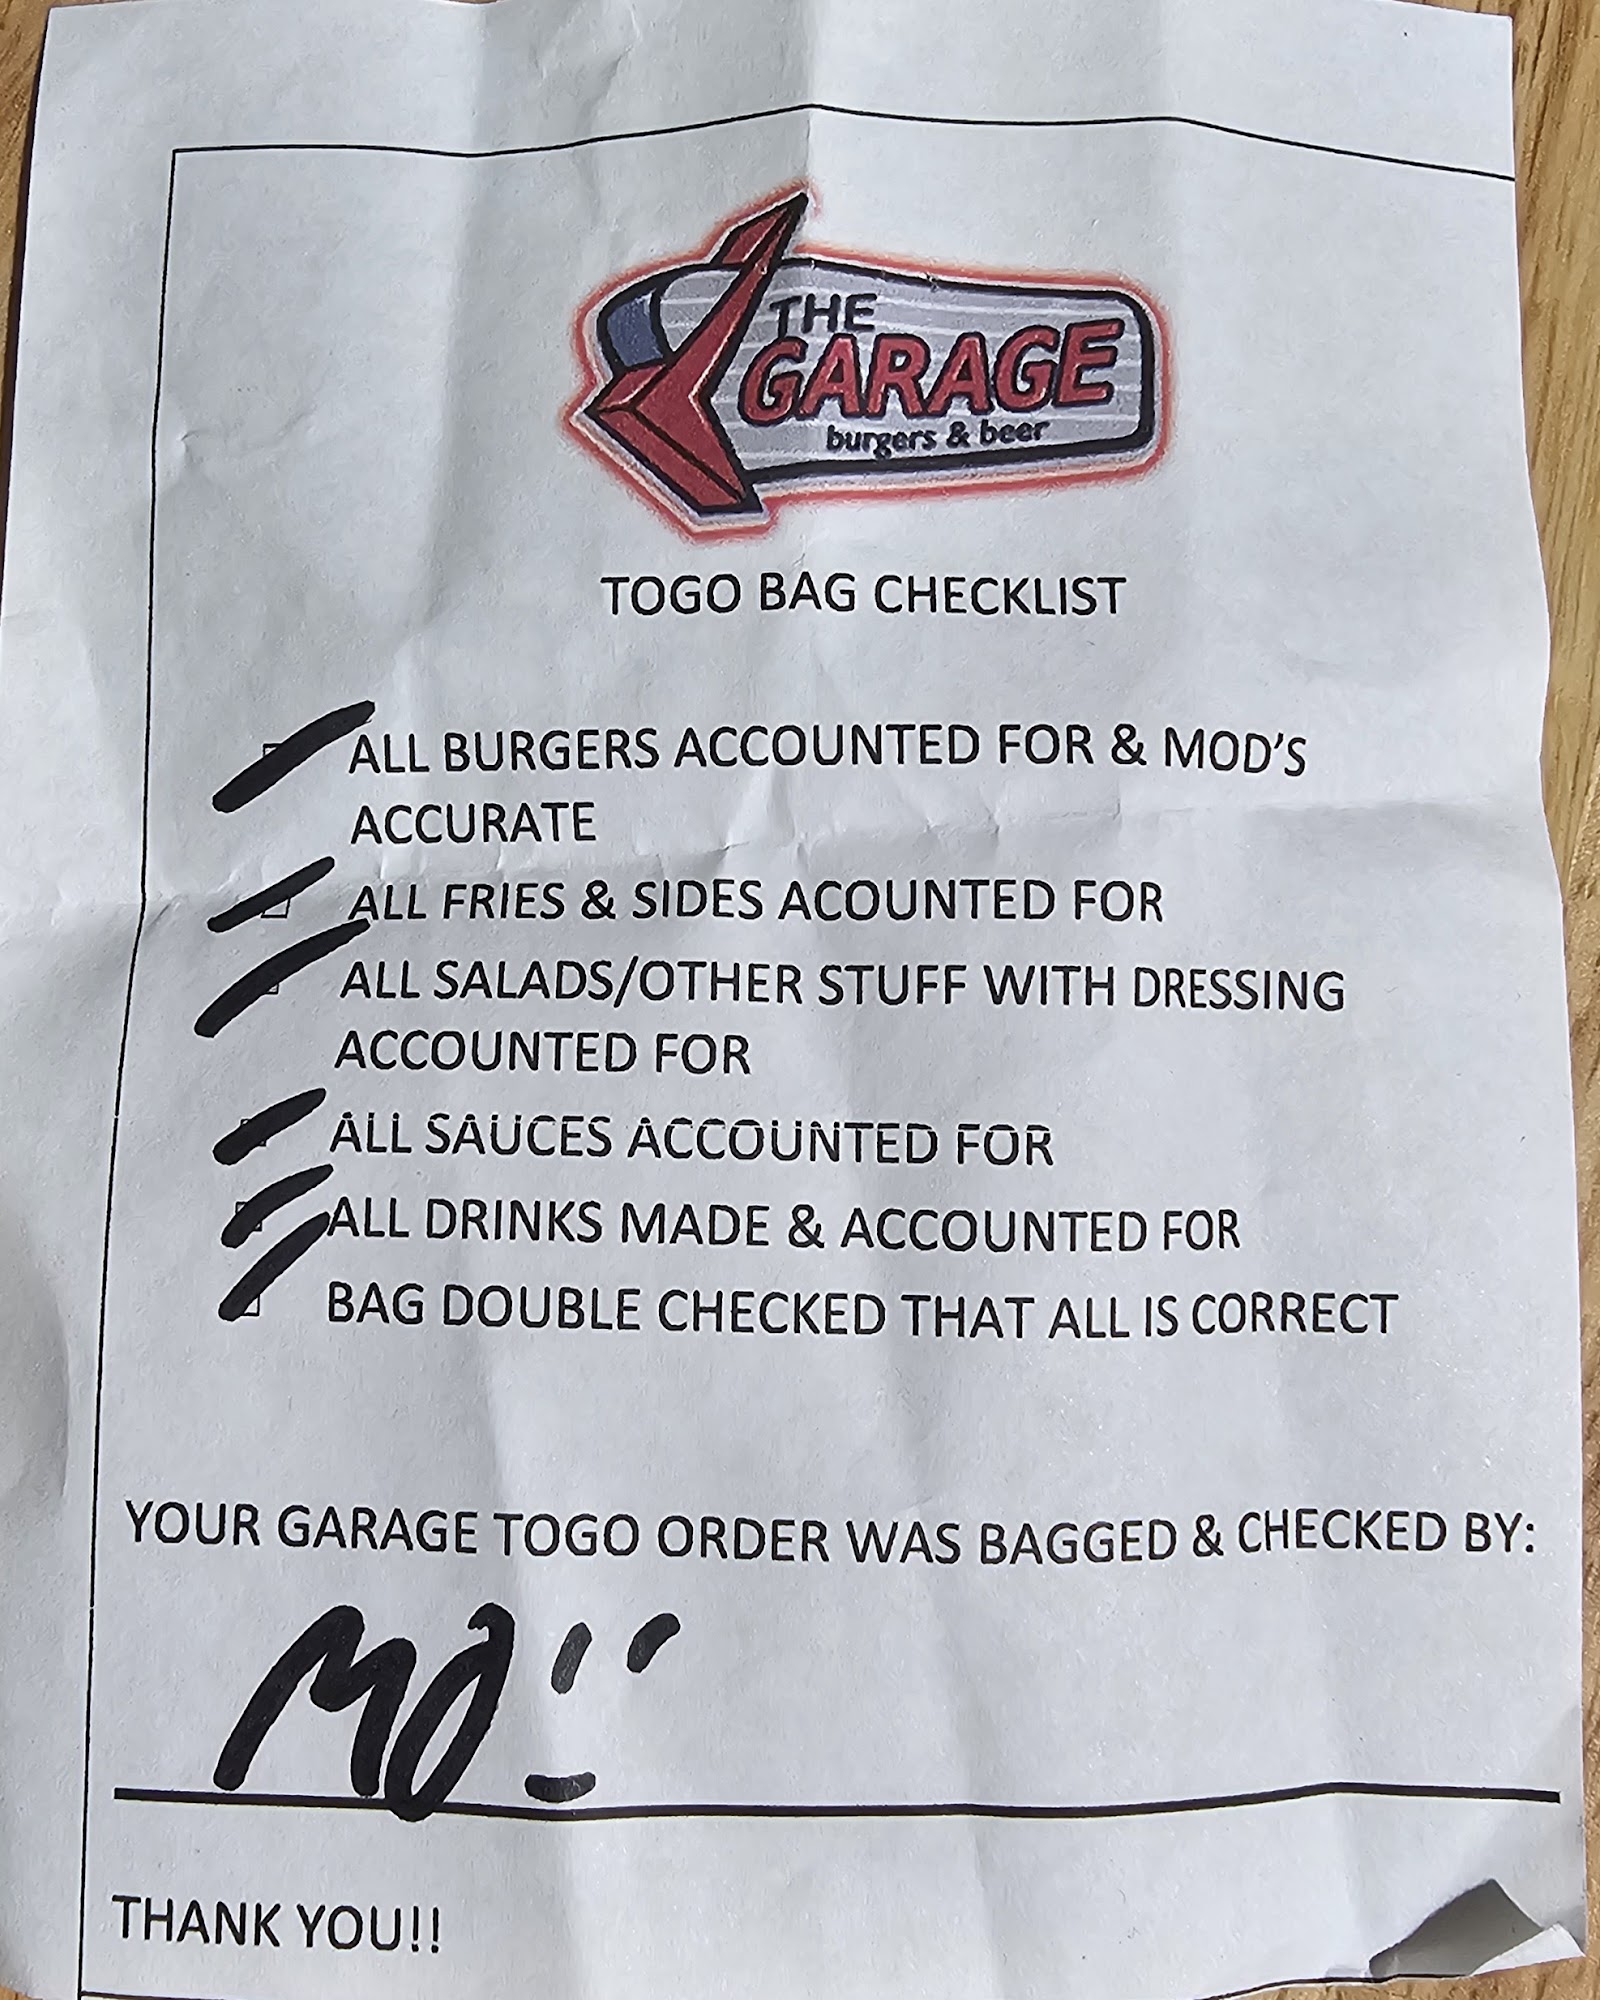 THE
GARAGE
burgers & beer
TOGO BAG CHECKLIST
ALL BURGERS ACCOUNTED FOR & MOD'S
ACCURATE
ALL FRIES & SIDES ACOUNTED FOR
ALL SALADS/OTHER STUFF WITH DRESSING
ACCOUNTED FOR
ALL SAUCES ACCOUNTED FOR
ALL DRINKS MADE & ACCOUNTED FOR
BAG DOUBLE CHECKED THAT ALL IS CORRECT
YOUR GARAGE TOGO ORDER WAS BAGGED & CHECKED BY:
Mo
THANK YOU!!